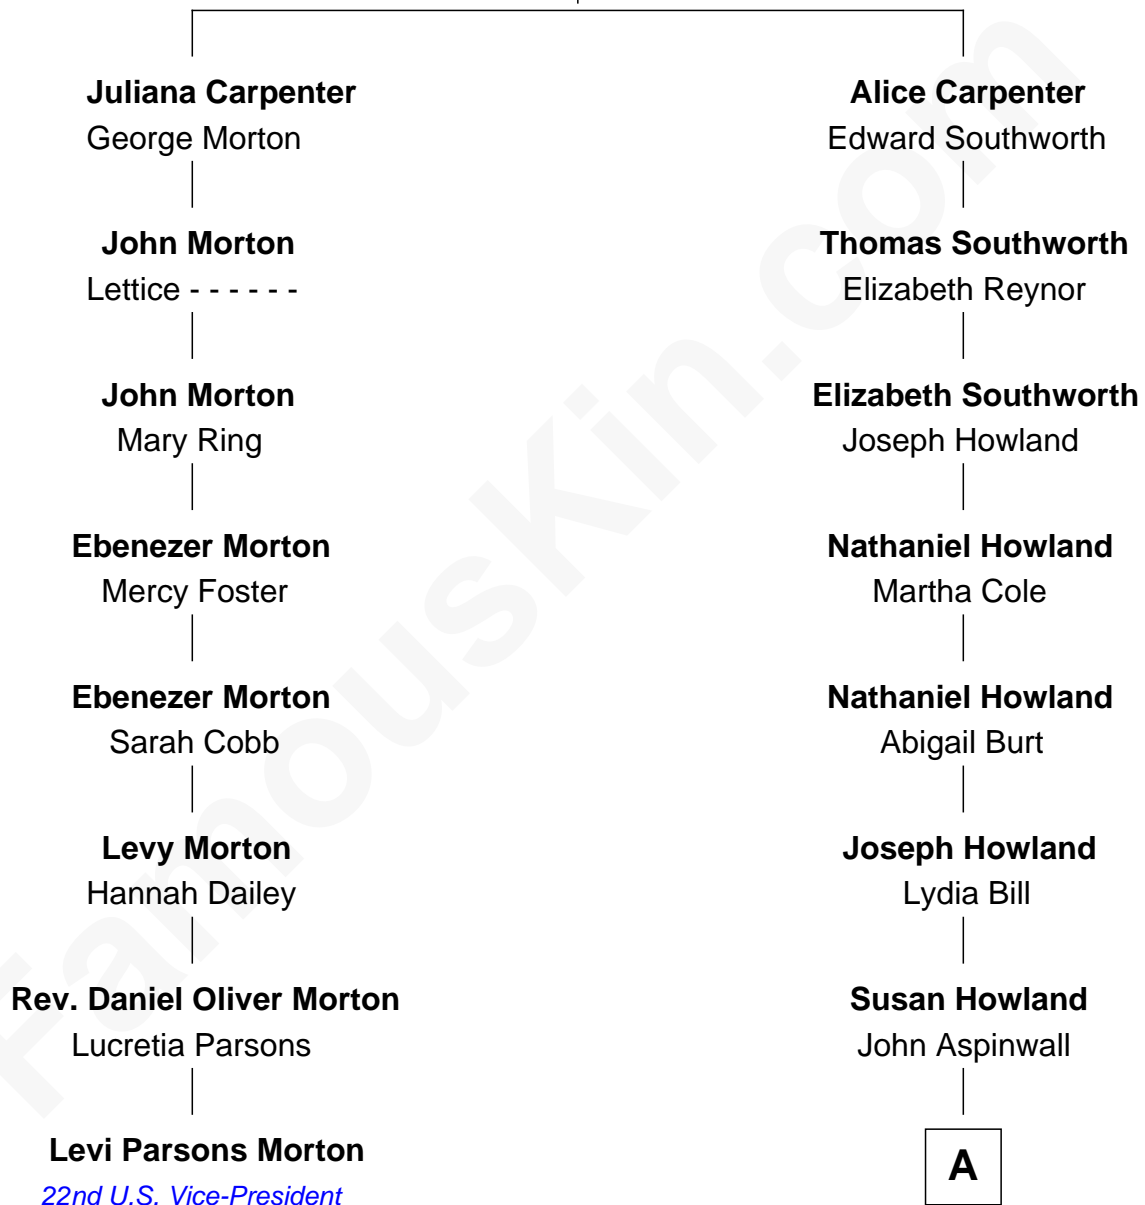 Juliana Carpenter
George Morton
John Morton
Lettice - - - - - -
John Morton
Mary Ring
Ebenezer Morton
Mercy Foster
Ebenezer Morton
Sarah Cobb
Levy Morton
Hannah Dailey
Rev. Daniel Oliver Morton
Lucretia Parsons
Levi Parsons Morton
22nd U.S. Vice-President
Alice Carpenter
Edward Southworth
Thomas Southworth
Elizabeth Reynor
Elizabeth Southworth
Joseph Howland
Nathaniel Howland
Martha Cole
Nathaniel Howland
Abigail Burt
Joseph Howland
Lydia Bill
Susan Howland
John Aspinwall
A
FamousKin.com